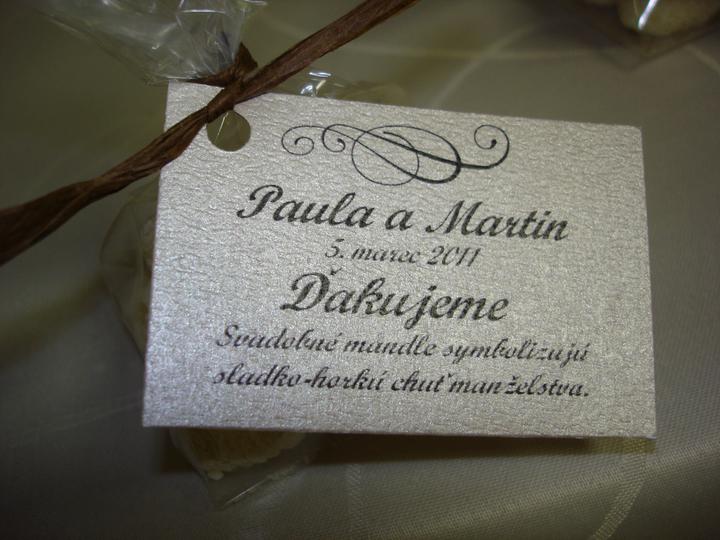 Paula a Martin
5. marec 2011
Ďakujeme
Svadobné mandle symbolizujú
sladko-horkú chuť manželstva.